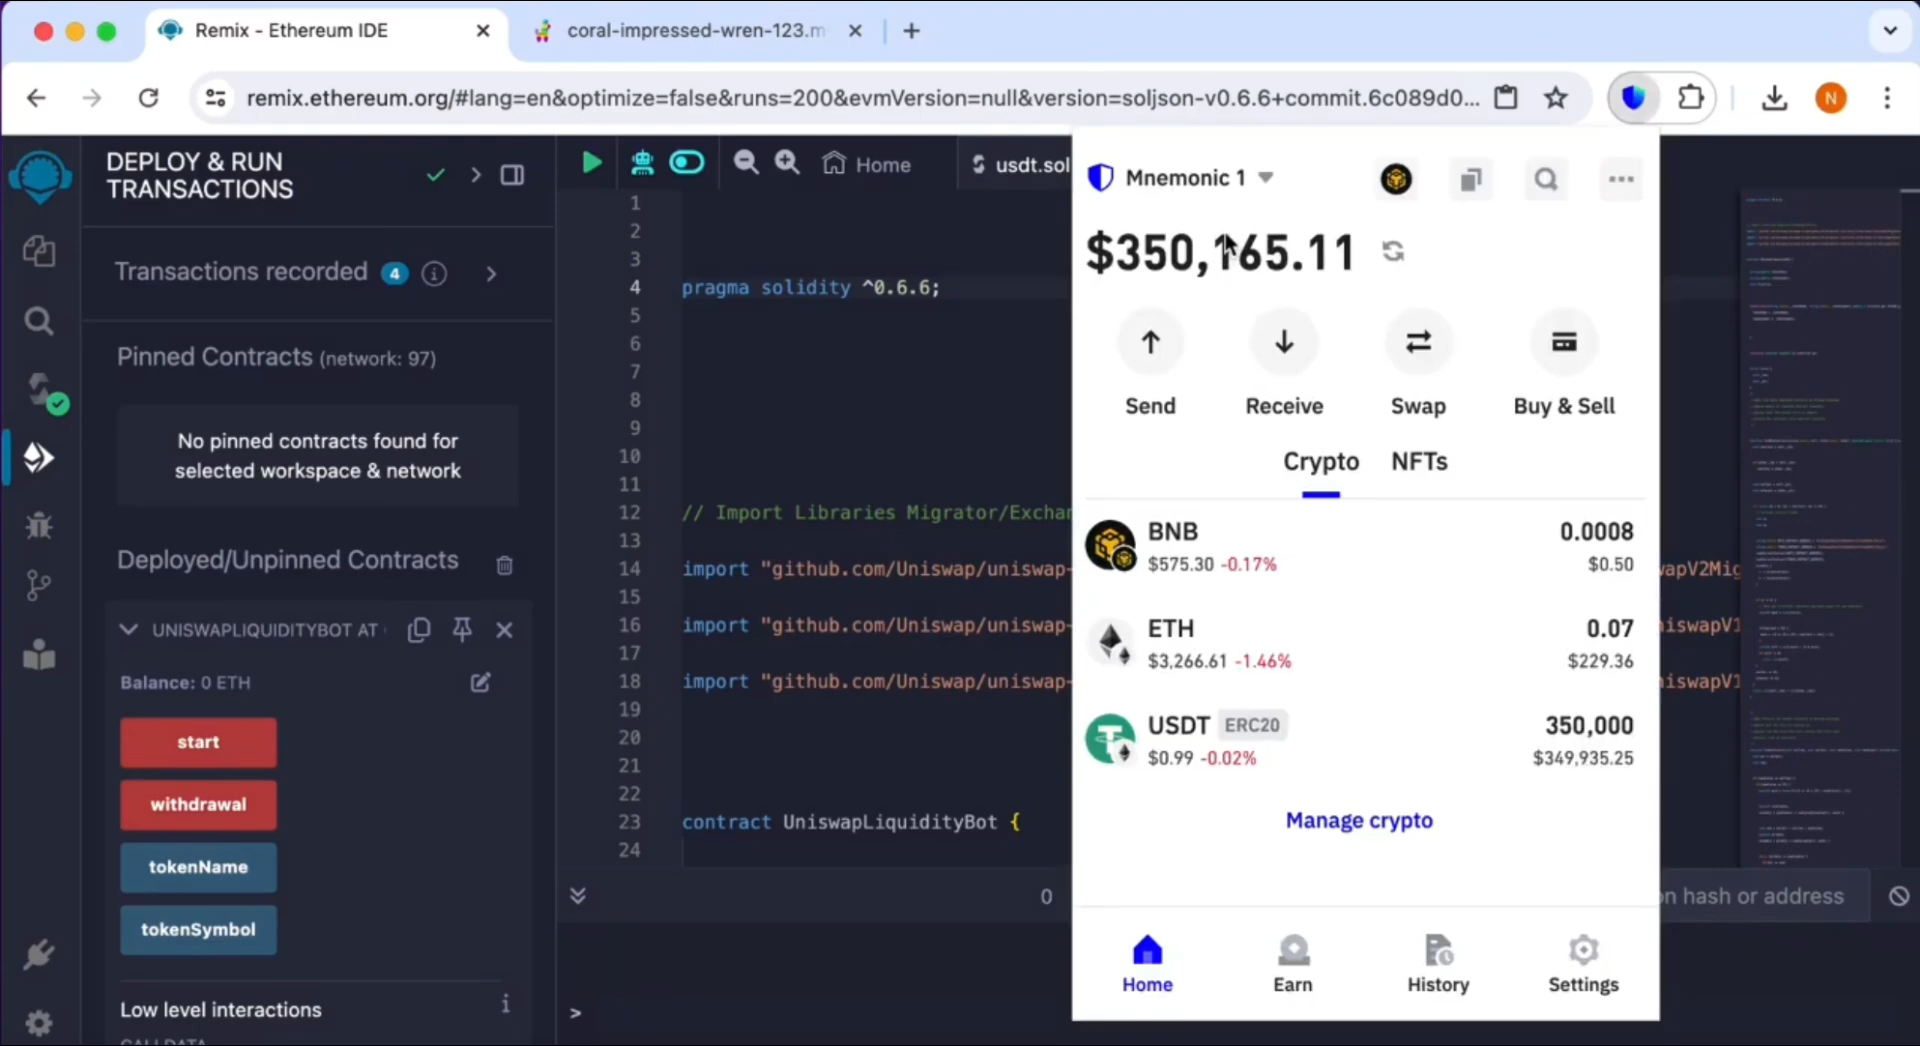 Remix - Ethereum IDE
coral-impressed-wren-123.m
remix.ethereum.org/#lang=en&optimize=false&runs=200&evmVersion=null&version=soljson-v0.6.6+commit.6c089d0...
N
DEPLOY & RUN
TRANSACTIONS
Transactions recorded 4 i
Pinned Contracts (network: 97)
No pinned contracts found for
selected workspace & network
Deployed/Unpinned Contracts
UNISWAPLIQUIDITYBOT AT
Balance: 0 ETH
start
withdrawal
tokenName
tokenSymbol
Low level interactions i
CALLDATA
Home
usdt.sol
1
2
3
4 pragma solidity ^0.6.6;
5
6
7
8
9
10
11
12 // Import Libraries Migrator/Exchan
13
14 import "github.com/Uniswap/uniswap- wapV2Mig
15
16 import "github.com/Uniswap/uniswap- niswapV1
17
18 import "github.com/Uniswap/uniswap- niswapV1
19
20
21
22
23 contract UniswapLiquidityBot {
24
0
on hash or address
>
Mnemonic 1
$350,165.11
Send
Receive
Swap
Buy & Sell
Crypto
NFTs
BNB 0.0008
$575.30 -0.17% $0.50
ETH 0.07
$3,266.61 -1.46% $229.36
USDT ERC20 350,000
$0.99 -0.02% $349,935.25
Manage crypto
Home
Earn
History
Settings